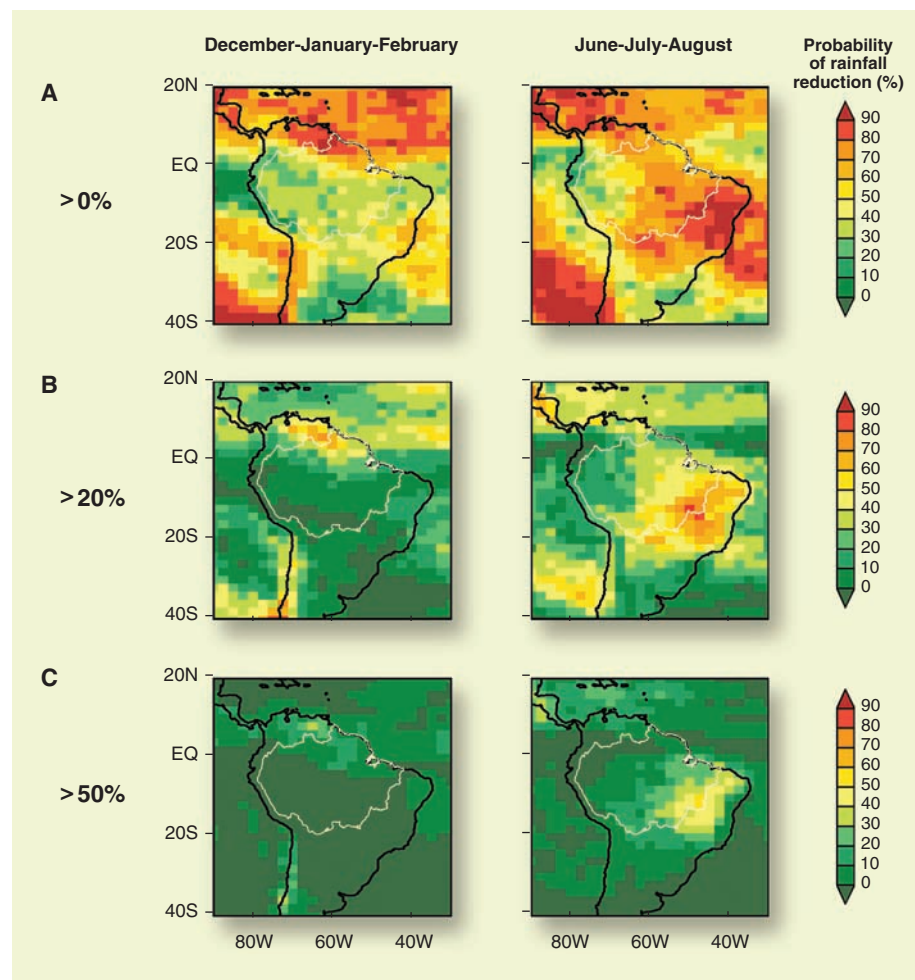 December-January-February
June-July-August
Probability
of rainfall
reduction (%)
A
>0%
20N
EQ
20S
40S
90
80
70
60
50
40
30
20
10
0
B
>20%
20N
EQ
20S
40S
90
80
70
60
50
40
30
20
10
0
C
>50%
20N
EQ
20S
40S
90
80
70
60
50
40
30
20
10
0
80W 60W 40W
80W 60W 40W